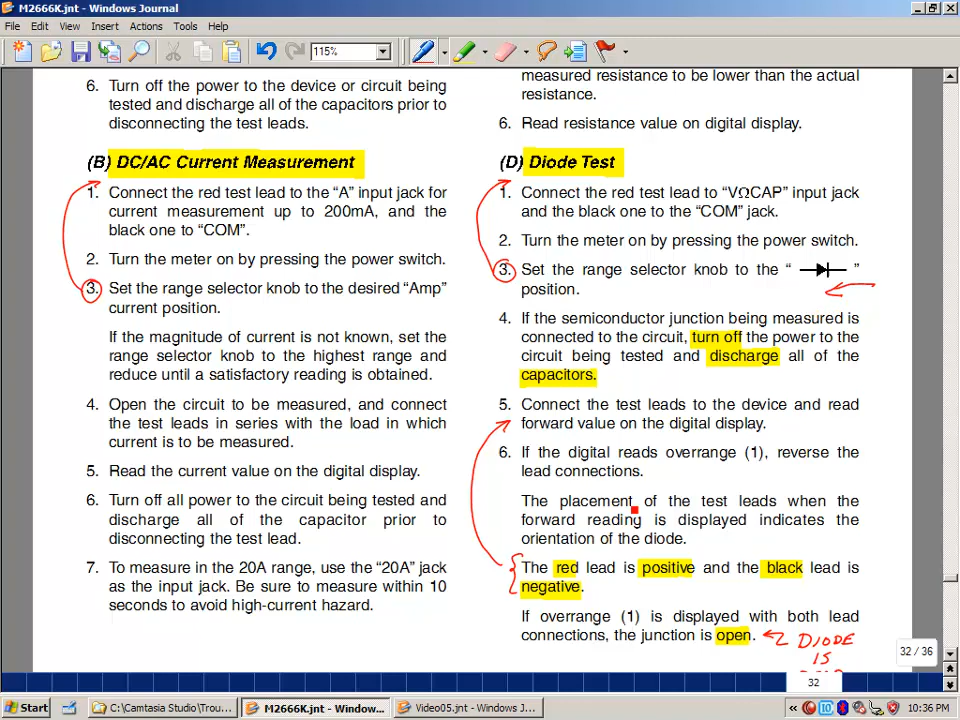 M2666K.jnt - Windows Journal
File Edit View Insert Actions Tools Help
115%
6. Turn off the power to the device or circuit being
tested and discharge all of the capacitors prior to
disconnecting the test leads.
(B) DC/AC Current Measurement
1. Connect the red test lead to the “A” input jack for
current measurement up to 200mA, and the
black one to “COM”.
2. Turn the meter on by pressing the power switch.
3. Set the range selector knob to the desired “Amp”
current position.
If the magnitude of current is not known, set the
range selector knob to the highest range and
reduce until a satisfactory reading is obtained.
4. Open the circuit to be measured, and connect
the test leads in series with the load in which
current is to be measured.
5. Read the current value on the digital display.
6. Turn off all power to the circuit being tested and
discharge all of the capacitor prior to
disconnecting the test lead.
7. To measure in the 20A range, use the “20A” jack
as the input jack. Be sure to measure within 10
seconds to avoid high-current hazard.
measured resistance to be lower than the actual
resistance.
6. Read resistance value on digital display.
(D) Diode Test
1. Connect the red test lead to “VΩCAP” input jack
and the black one to the “COM” jack.
2. Turn the meter on by pressing the power switch.
3. Set the range selector knob to the “ ”
position.
4. If the semiconductor junction being measured is
connected to the circuit, turn off the power to the
circuit being tested and discharge all of the
capacitors.
5. Connect the test leads to the device and read
forward value on the digital display.
6. If the digital reads overrange (1), reverse the
lead connections.
The placement of the test leads when the
forward reading is displayed indicates the
orientation of the diode.
The red lead is positive and the black lead is
negative.
If overrange (1) is displayed with both lead
connections, the junction is open.
DIODE
IS
32 / 36
32
Start C:\Camtasia Studio\Trou... M2666K.jnt - Window... Video05.jnt - Windows J... 10:36 PM